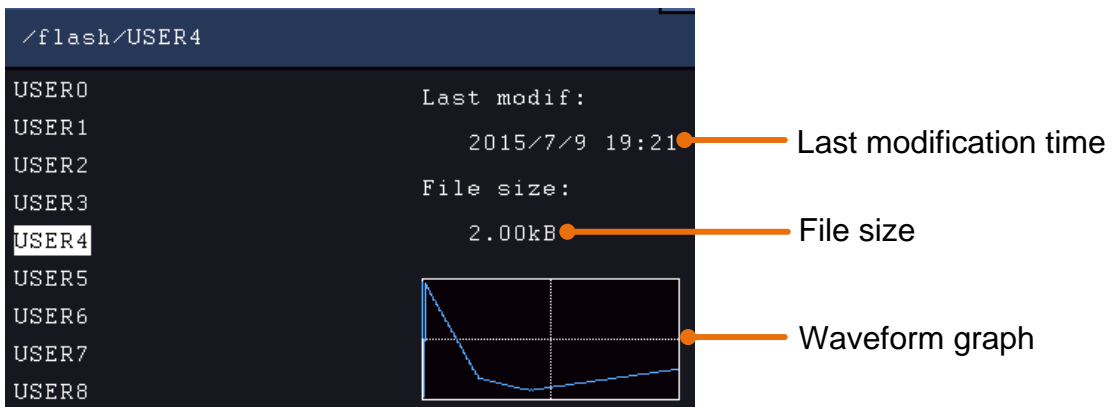 /flash/USER4
USER0
USER1
USER2
USER3
USER4
USER5
USER6
USER7
USER8
Last modif:
2015/7/9 19:21
File size:
2.00kB
Last modification time
File size
Waveform graph